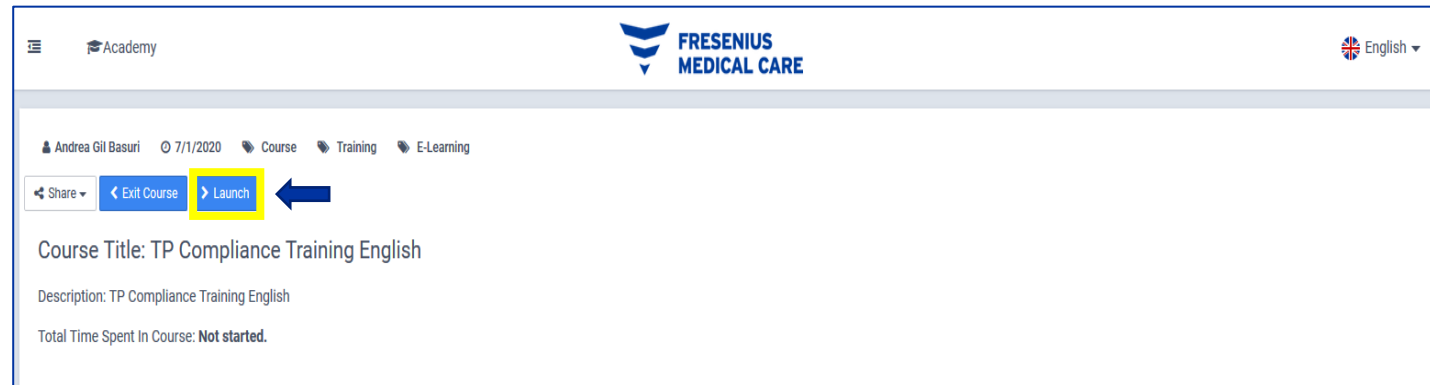 Academy
FRESENIUS
MEDICAL CARE
English
Andrea Gil Basuri 7/1/2020 Course Training E-Learning
Share Exit Course Launch
Course Title: TP Compliance Training English
Description: TP Compliance Training English
Total Time Spent In Course: Not started.